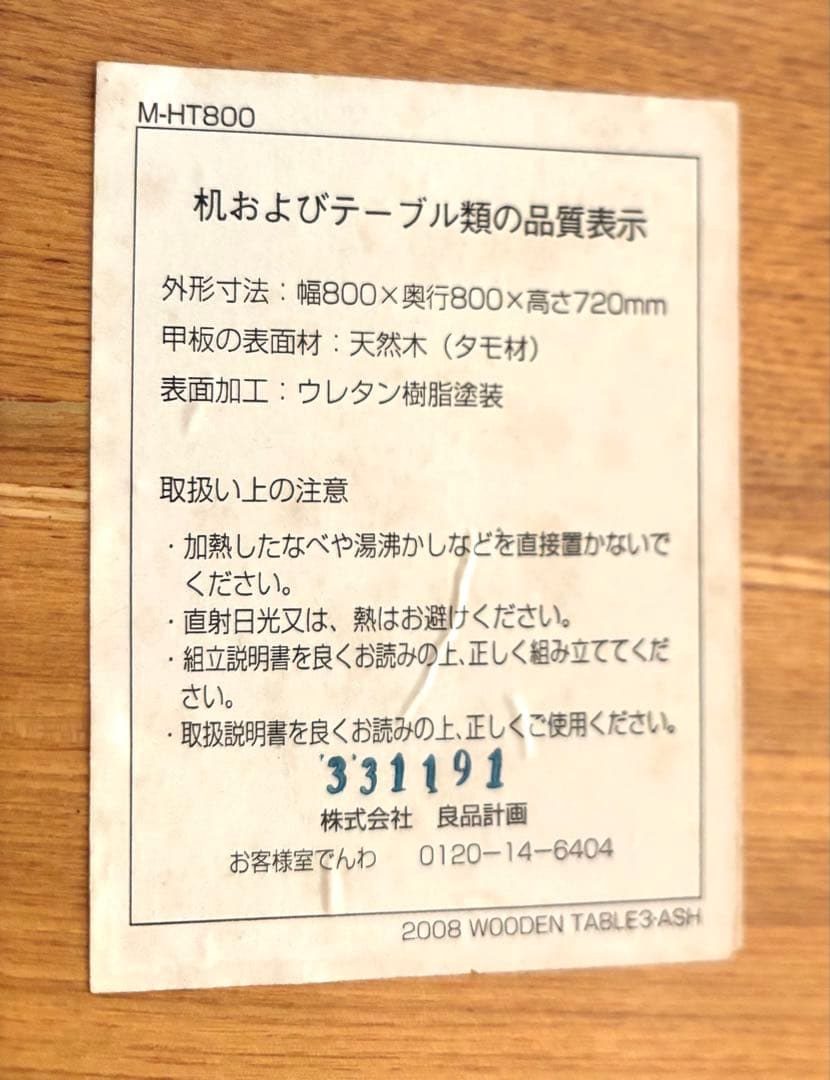 M-HT800
机およびテーブル類の品質表示
外形寸法：幅800×奥行800×高さ720mm
甲板の表面材：天然木（タモ材）
表面加工：ウレタン樹脂塗装
取扱い上の注意
・加熱したなべや湯沸かしなどを直接置かないで
ください。
・直射日光又は、熱はお避けください。
・組立説明書を良くお読みの上、正しく組み立ててくだ
さい。
・取扱説明書を良くお読みの上、正しくご使用ください。
331191
株式会社　良品計画
お客様室でんわ　0120-14-6404
2008 WOODEN TABLE3-ASH